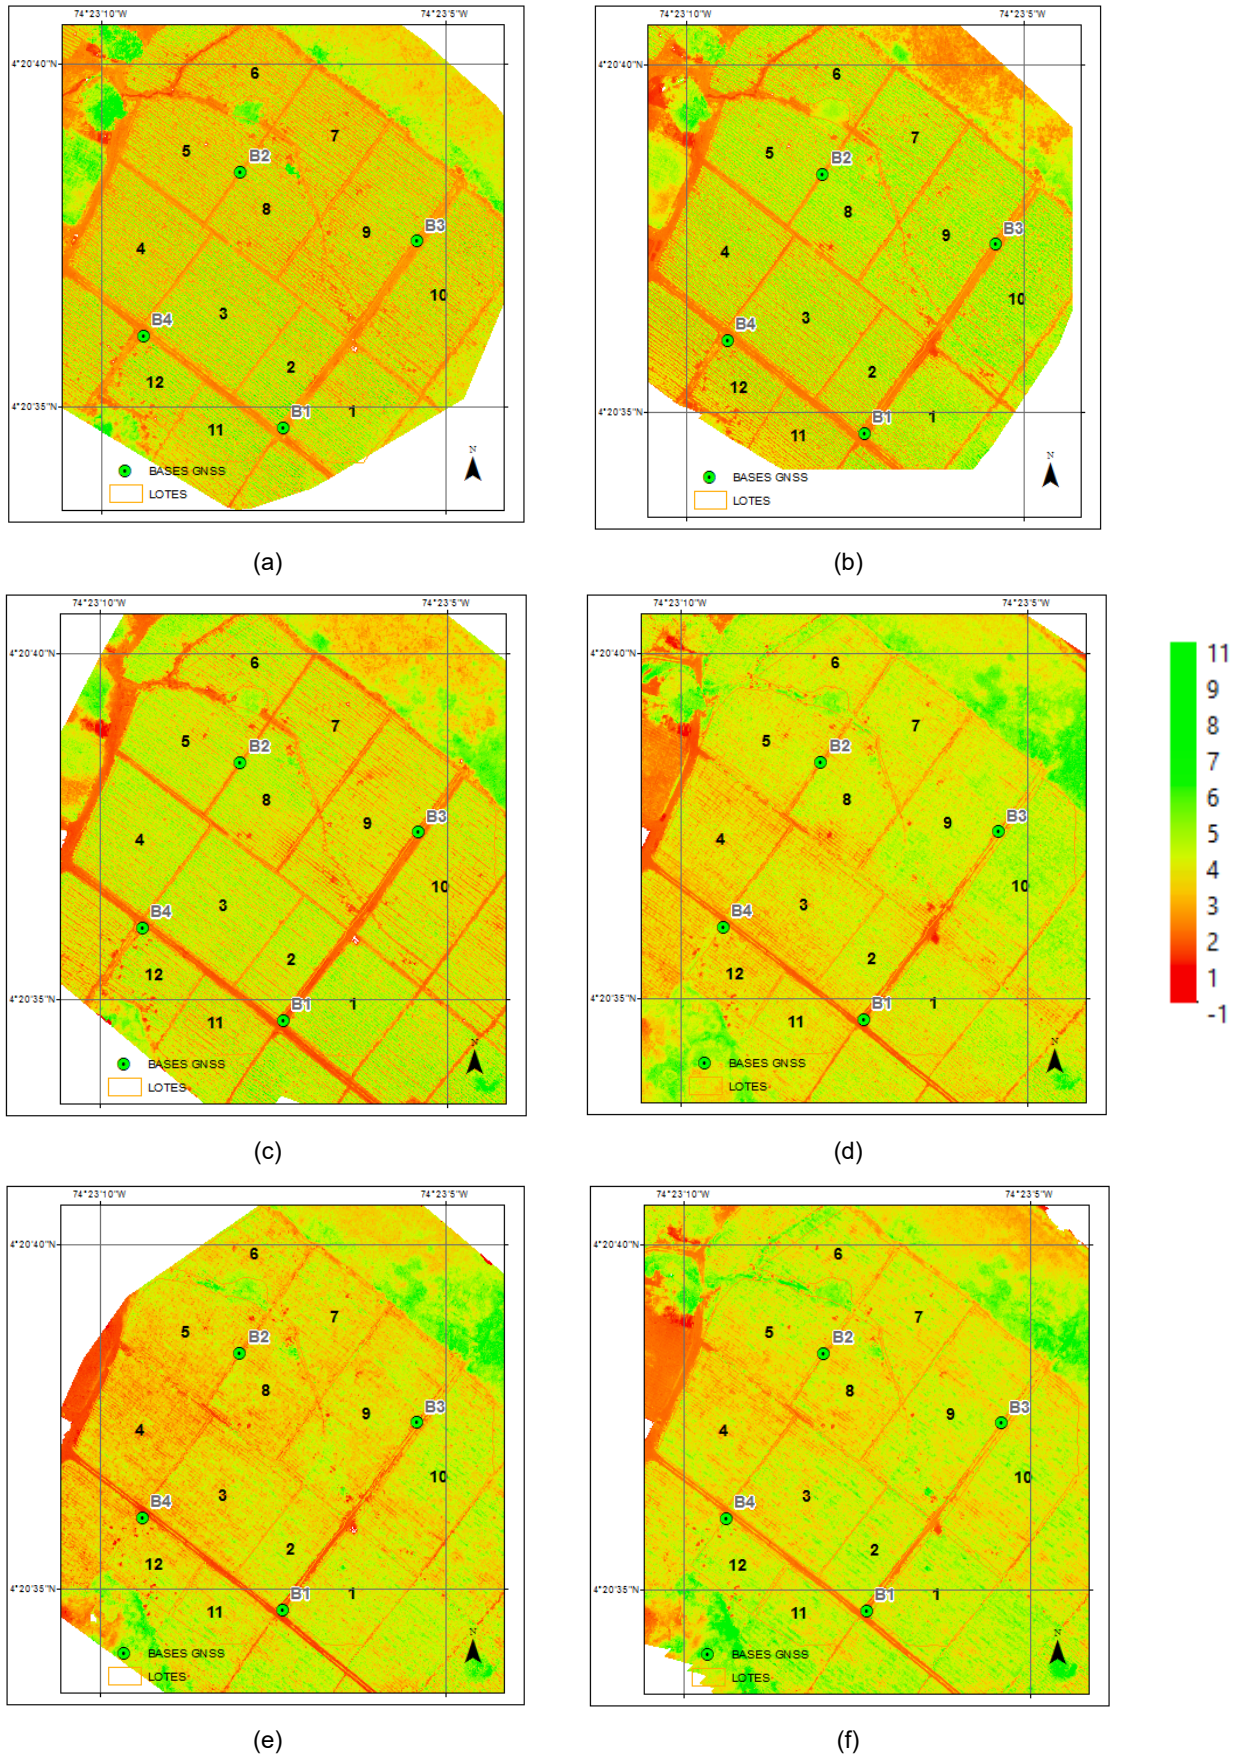 74°23'10"W 74°23'5"W
4°20'40"N
4°20'35"N
6
7
5
B2
8
9
B3
4
10
3
B4
2
12
B1
1
11
N
BASES GNSS
LOTES
(a)
74°23'10"W 74°23'5"W
4°20'40"N
4°20'35"N
6
7
5
B2
8
9
B3
4
10
3
B4
2
12
B1
1
11
N
BASES GNSS
LOTES
(b)
74°23'10"W 74°23'5"W
4°20'40"N
4°20'35"N
6
7
5
B2
8
9
B3
4
10
3
B4
2
12
B1
1
11
N
BASES GNSS
LOTES
(c)
74°23'10"W 74°23'5"W
4°20'40"N
4°20'35"N
6
7
5
B2
8
9
B3
4
10
3
B4
2
12
B1
1
11
N
BASES GNSS
LOTES
(d)
11
9
8
7
6
5
4
3
2
1
-1
74°23'10"W 74°23'5"W
4°20'40"N
4°20'35"N
6
7
5
B2
8
9
B3
4
10
3
B4
2
12
B1
1
11
N
BASES GNSS
LOTES
(e)
74°23'10"W 74°23'5"W
4°20'40"N
4°20'35"N
6
7
5
B2
8
9
B3
4
10
3
B4
2
12
B1
1
11
N
BASES GNSS
LOTES
(f)